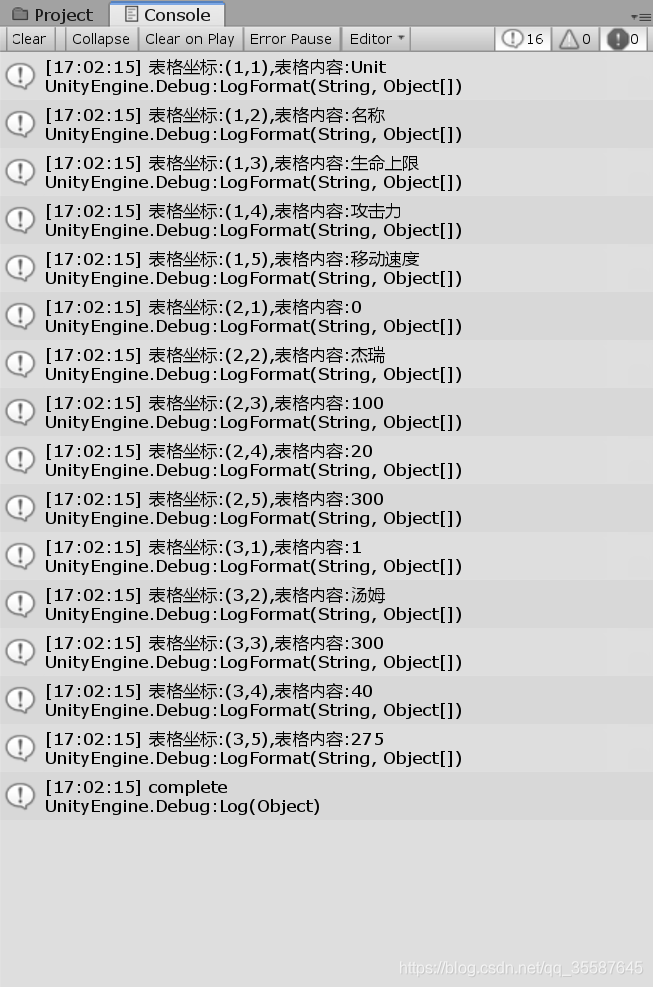 Project Console
Clear Collapse Clear on Play Error Pause Editor 16 0 0
[17:02:15] 表格坐标:(1,1),表格内容:Unit
UnityEngine.Debug:LogFormat(String, Object[])
[17:02:15] 表格坐标:(1,2),表格内容:名称
UnityEngine.Debug:LogFormat(String, Object[])
[17:02:15] 表格坐标:(1,3),表格内容:生命上限
UnityEngine.Debug:LogFormat(String, Object[])
[17:02:15] 表格坐标:(1,4),表格内容:攻击力
UnityEngine.Debug:LogFormat(String, Object[])
[17:02:15] 表格坐标:(1,5),表格内容:移动速度
UnityEngine.Debug:LogFormat(String, Object[])
[17:02:15] 表格坐标:(2,1),表格内容:0
UnityEngine.Debug:LogFormat(String, Object[])
[17:02:15] 表格坐标:(2,2),表格内容:杰瑞
UnityEngine.Debug:LogFormat(String, Object[])
[17:02:15] 表格坐标:(2,3),表格内容:100
UnityEngine.Debug:LogFormat(String, Object[])
[17:02:15] 表格坐标:(2,4),表格内容:20
UnityEngine.Debug:LogFormat(String, Object[])
[17:02:15] 表格坐标:(2,5),表格内容:300
UnityEngine.Debug:LogFormat(String, Object[])
[17:02:15] 表格坐标:(3,1),表格内容:1
UnityEngine.Debug:LogFormat(String, Object[])
[17:02:15] 表格坐标:(3,2),表格内容:汤姆
UnityEngine.Debug:LogFormat(String, Object[])
[17:02:15] 表格坐标:(3,3),表格内容:300
UnityEngine.Debug:LogFormat(String, Object[])
[17:02:15] 表格坐标:(3,4),表格内容:40
UnityEngine.Debug:LogFormat(String, Object[])
[17:02:15] 表格坐标:(3,5),表格内容:275
UnityEngine.Debug:LogFormat(String, Object[])
[17:02:15] complete
UnityEngine.Debug:Log(Object)
https://blog.csdn.net/qq_35587645